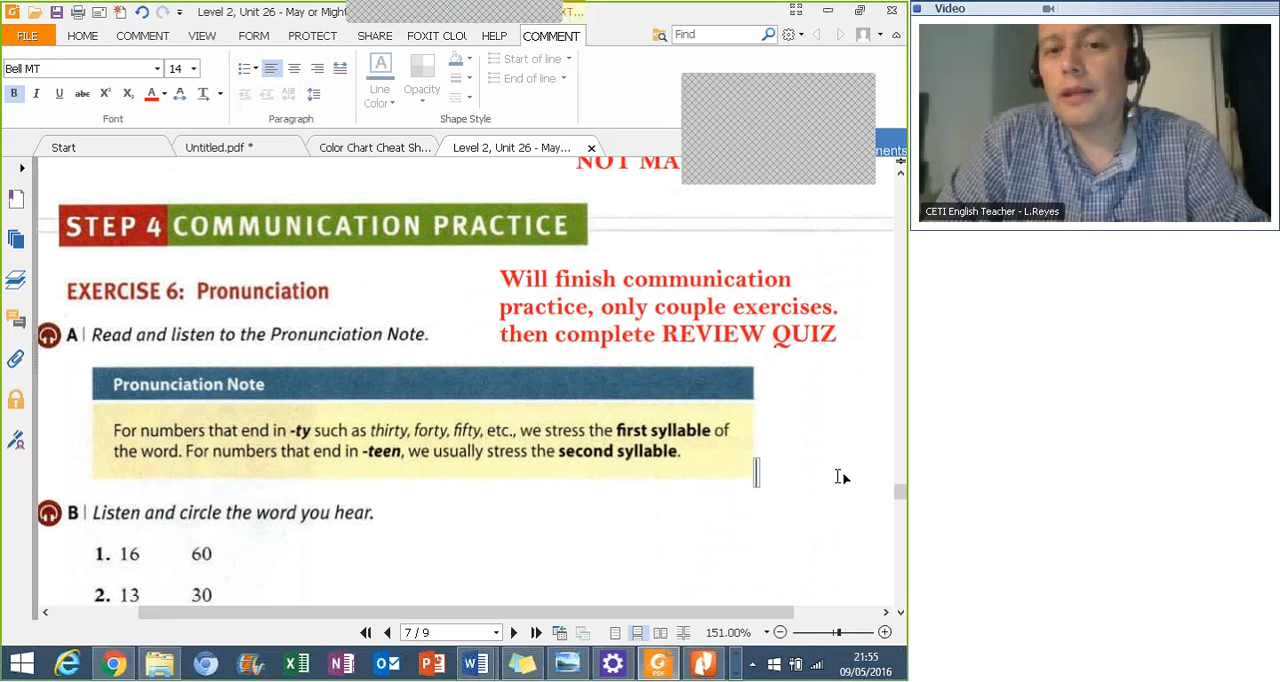 Level 2, Unit 26 - May or Might
XT...
Video
FILE HOME COMMENT VIEW FORM PROTECT SHARE FOXIT CLOU HELP COMMENT
Find
Bell MT 14
Line Color
Opacity
Start of line
End of line
Font Paragraph Shape Style
Start Untitled.pdf * Color Chart Cheat Sh... Level 2, Unit 26 - May...
nents
NOT MA
CETI English Teacher - L.Reyes
STEP 4 COMMUNICATION PRACTICE
Will finish communication
practice, only couple exercises.
then complete REVIEW QUIZ
EXERCISE 6: Pronunciation
A | Read and listen to the Pronunciation Note.
Pronunciation Note
For numbers that end in -ty such as thirty, forty, fifty, etc., we stress the first syllable of
the word. For numbers that end in -teen, we usually stress the second syllable.
B | Listen and circle the word you hear.
1. 16 60
2. 13 30
7 / 9
151.00%
21:55
09/05/2016